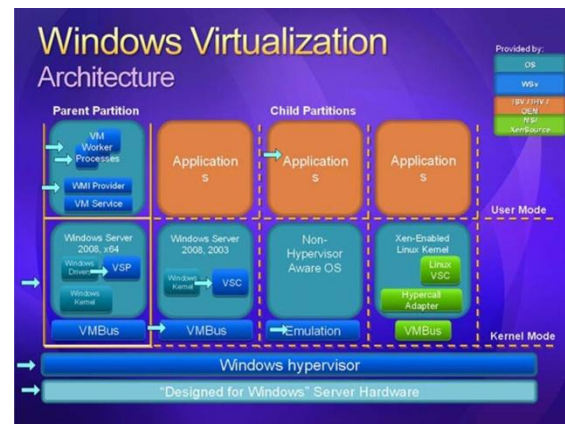 Windows Virtualization
Architecture
Provided by:
OS
WSv
ISV / IHV /
OEM
MS/
XenSource
Parent Partition
Child Partitions
VM
Worker
Processes
WMI Provider
VM Service
Application
s
Application
s
Application
s
User Mode
Windows Server
2008, x64
Windows
Drivers
VSP
Windows
Kernel
Windows Server
2008, 2003
Windows
Kernel
VSC
Non-
Hypervisor
Aware OS
Xen-Enabled
Linux Kernel
Linux
VSC
Hypercall
Adapter
VMBus
VMBus
Emulation
VMBus
Kernel Mode
Windows hypervisor
"Designed for Windows" Server Hardware